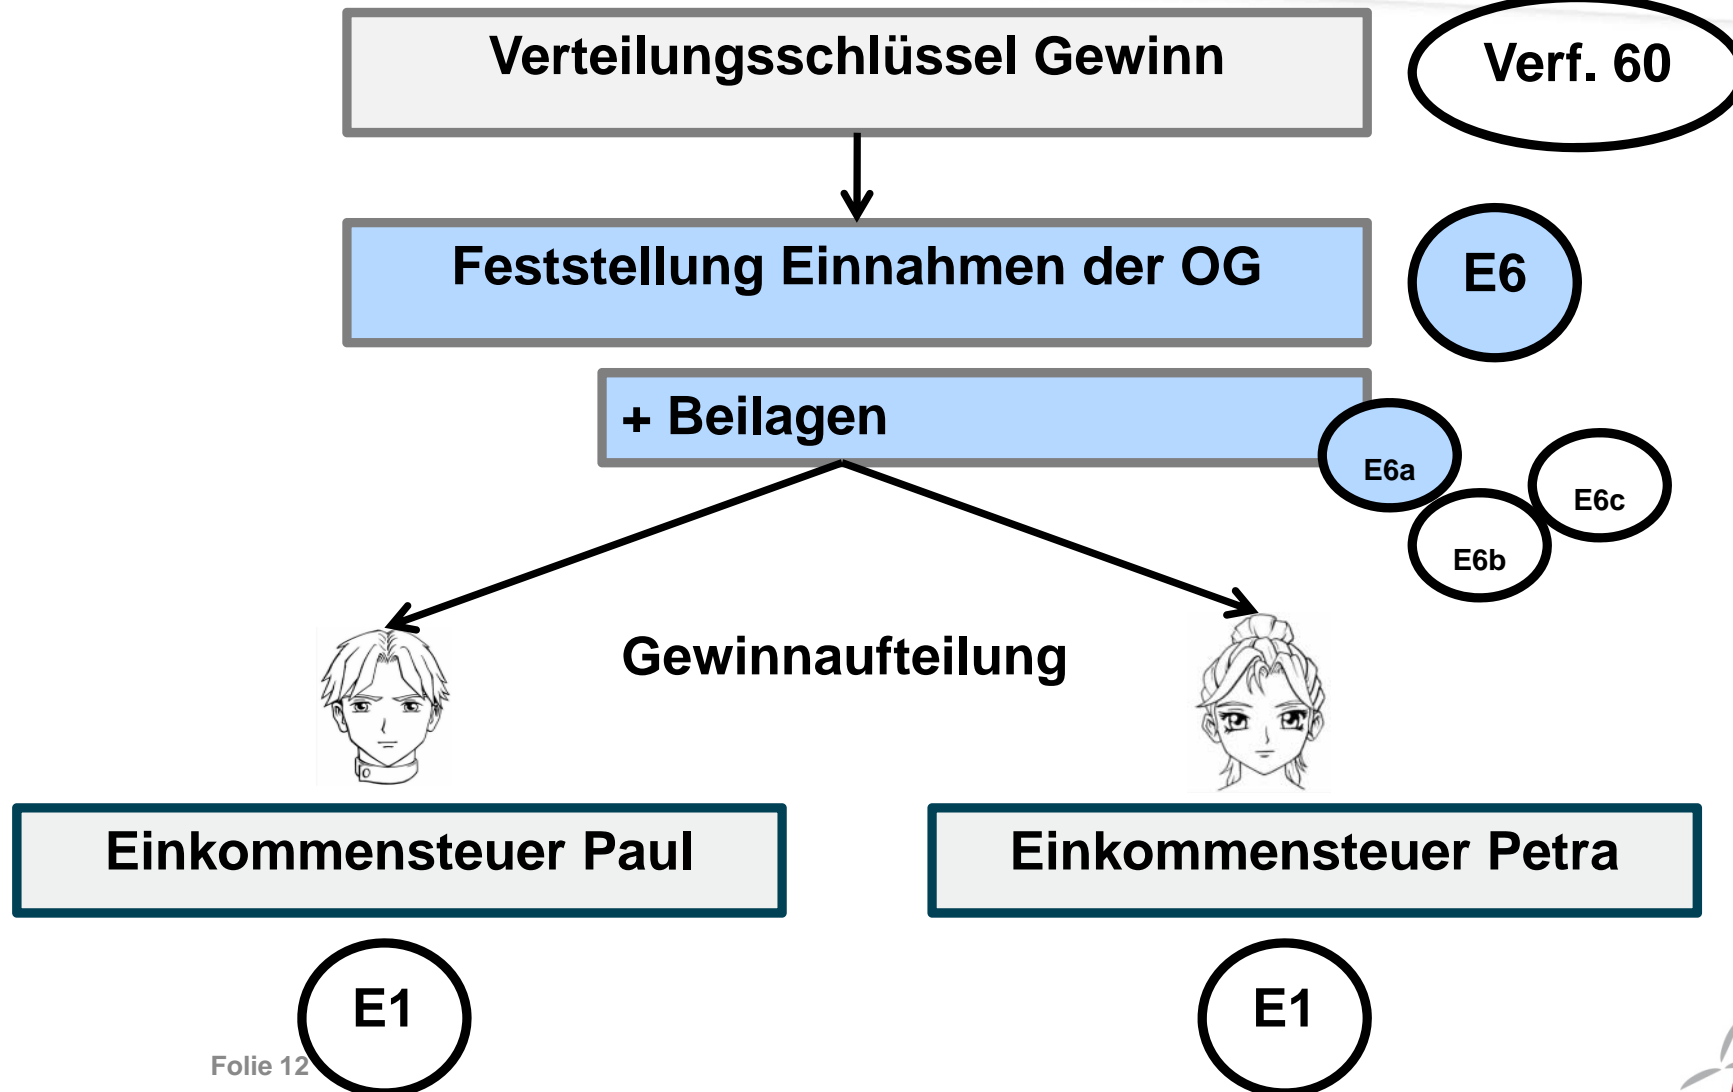 Verteilungsschlüssel Gewinn
Verf. 60
Feststellung Einnahmen der OG
E6
+ Beilagen
E6a
E6c
E6b
Gewinnaufteilung
Einkommensteuer Paul
Einkommensteuer Petra
E1
E1
Folie 12